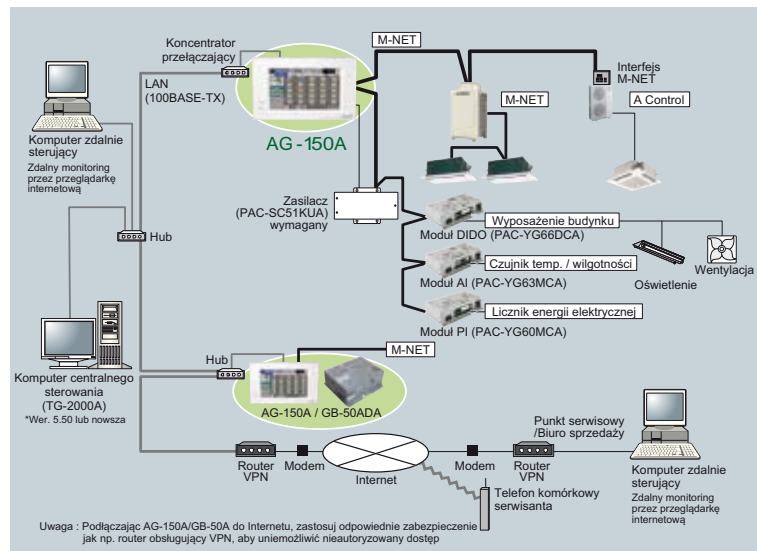 Koncentrator
przełączający
M-NET
LAN
(100BASE-TX)
Interfejs
M-NET
M-NET
A Control
AG-150A
Komputer zdalnie
sterujący
Zdalny monitoring
przez przeglądarkę
internetową
Zasilacz
(PAC-SC51KUA)
wymagany
Hub
Wyposażenie budynku
Moduł DIDO (PAC-YG66DCA)
Czujnik temp. / wilgotności
Moduł AI (PAC-YG63MCA)
Oświetlenie
Wentylacja
Licznik energii elektrycznej
Moduł PI (PAC-YG60MCA)
M-NET
Hub
Komputer centralnego
sterowania
(TG-2000A)
*Wer. 5.50 lub nowsza
AG-150A / GB-50ADA
Punkt serwisowy
/Biuro sprzedaży
Router
VPN
Modem
Internet
Modem
Router
VPN
Komputer zdalnie
sterujący
Zdalny monitoring
przez przeglądarkę
internetową
Telefon komórkowy
serwisanta
Uwaga : Podłączając AG-150A/GB-50A do Internetu, zastosuj odpowiednie zabezpieczenie
jak np. router obsługujący VPN, aby uniemożliwić nieautoryzowany dostęp